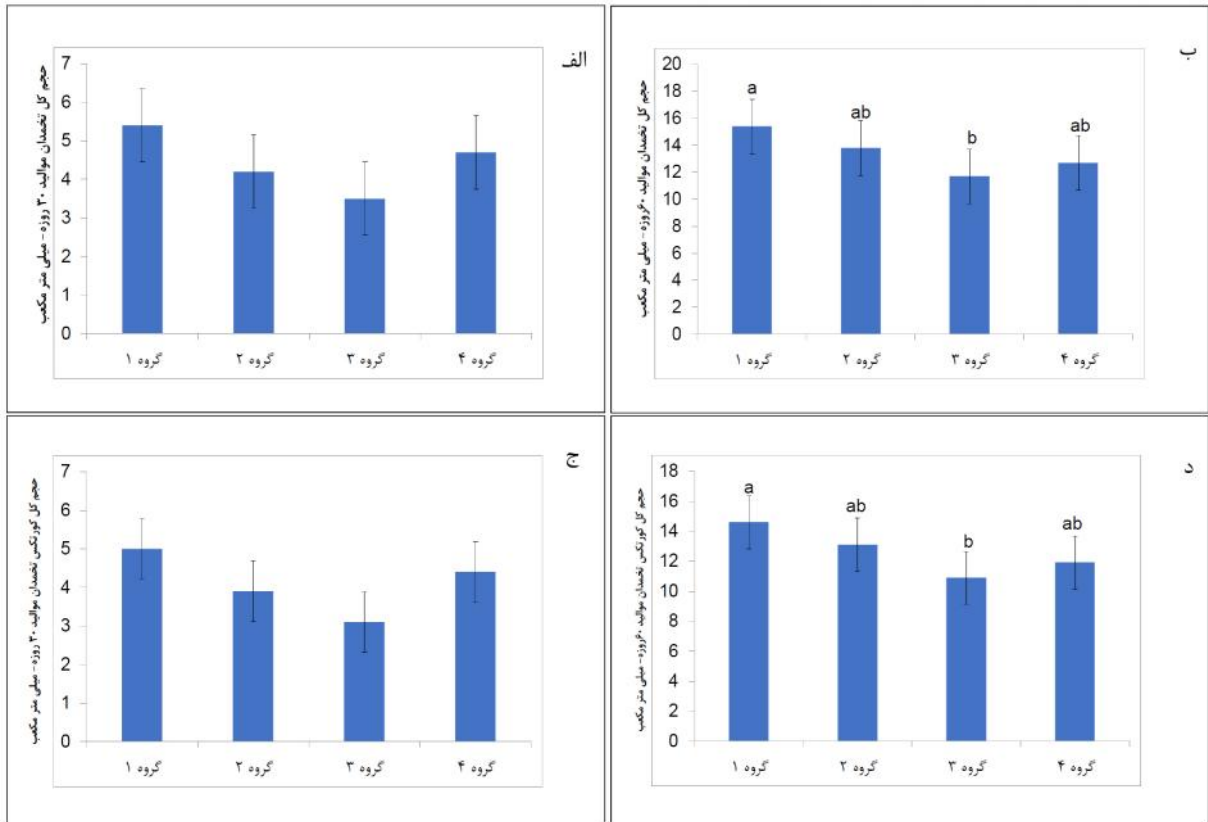 الف
حجم کل تخمدان موالید ۳۰ روزه - میلی متر مکعب
7
6
5
4
3
2
1
0
گروه ۱ گروه ۲ گروه ۳ گروه ۴
ب
حجم کل تخمدان موالید ۶۰روزه - میلی متر مکعب
20
18
16
14
12
10
8
6
4
2
0
a ab b ab
گروه ۱ گروه ۲ گروه ۳ گروه ۴
ج
حجم کل کورتکس تخمدان موالید ۳۰ روزه - میلی متر مکعب
7
6
5
4
3
2
1
0
گروه ۱ گروه ۲ گروه ۳ گروه ۴
د
حجم کل کورتکس تخمدان موالید ۶۰روزه - میلی متر مکعب
18
16
14
12
10
8
6
4
2
0
a ab b ab
گروه ۱ گروه ۲ گروه ۳ گروه ۴